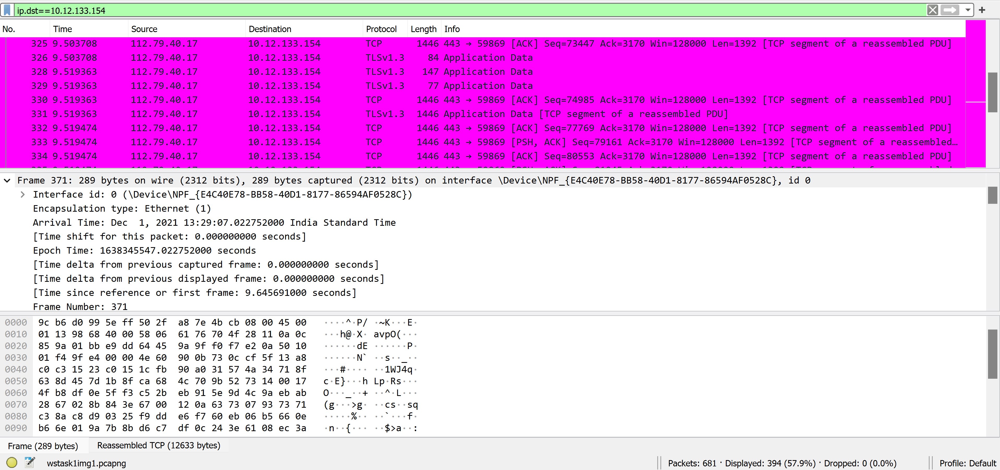 ip.dst==10.12.133.154
No. Time Source Destination Protocol Length Info
325 9.503708 112.79.40.17 10.12.133.154 TCP 1446 443 → 59869 [ACK] Seq=73447 Ack=3170 Win=128000 Len=1392 [TCP segment of a reassembled PDU]
326 9.503708 112.79.40.17 10.12.133.154 TLSv1.3 84 Application Data
328 9.519363 112.79.40.17 10.12.133.154 TLSv1.3 147 Application Data
329 9.519363 112.79.40.17 10.12.133.154 TLSv1.3 77 Application Data
330 9.519363 112.79.40.17 10.12.133.154 TCP 1446 443 → 59869 [ACK] Seq=74985 Ack=3170 Win=128000 Len=1392 [TCP segment of a reassembled PDU]
331 9.519363 112.79.40.17 10.12.133.154 TLSv1.3 1446 Application Data [TCP segment of a reassembled PDU]
332 9.519474 112.79.40.17 10.12.133.154 TCP 1446 443 → 59869 [ACK] Seq=77769 Ack=3170 Win=128000 Len=1392 [TCP segment of a reassembled PDU]
333 9.519474 112.79.40.17 10.12.133.154 TCP 1446 443 → 59869 [PSH, ACK] Seq=79161 Ack=3170 Win=128000 Len=1392 [TCP segment of a reassembled…
334 9.519474 112.79.40.17 10.12.133.154 TCP 1446 443 → 59869 [ACK] Seq=80553 Ack=3170 Win=128000 Len=1392 [TCP segment of a reassembled PDU]
Frame 371: 289 bytes on wire (2312 bits), 289 bytes captured (2312 bits) on interface \Device\NPF_{E4C40E78-BB58-40D1-8177-86594AF0528C}, id 0
Interface id: 0 (\Device\NPF_{E4C40E78-BB58-40D1-8177-86594AF0528C})
Encapsulation type: Ethernet (1)
Arrival Time: Dec  1, 2021 13:29:07.022752000 India Standard Time
[Time shift for this packet: 0.000000000 seconds]
Epoch Time: 1638345547.022752000 seconds
[Time delta from previous captured frame: 0.000000000 seconds]
[Time delta from previous displayed frame: 0.000000000 seconds]
[Time since reference or first frame: 9.645691000 seconds]
Frame Number: 371
0000 9c b6 d0 99 5e ff 50 2f a8 7e 4b cb 08 00 45 00 ····^·P/ ·~K···E·
0010 01 13 98 68 40 00 58 06 61 76 70 4f 28 11 0a 0c ···h@·X· avpO(···
0020 85 9a 01 bb e9 dd 64 45 9a 9f f0 f7 e2 0a 50 10 ······dE ······P·
0030 01 f4 9f e4 00 00 4e 60 90 0b 73 0c cf 5f 13 a8 ······N` ··s··_··
0040 c0 c3 15 23 c0 15 1c fb 90 a0 31 57 4a 34 71 8f ···#···· ··1WJ4q·
0050 63 8d 45 7d 1b 8f ca 68 4c 70 9b 52 73 14 00 17 c·E}···h Lp·Rs···
0060 4f b8 df 0e 5f f3 c5 2b eb 91 5e 9d 4c 9a eb ab O···_··+ ··^·L···
0070 28 67 02 8b 84 3e 67 00 12 0a 63 73 07 93 73 71 (g···>g· ··cs··sq
0080 c3 8a c8 d9 03 25 f9 dd e6 f7 60 eb 06 b5 66 0e ·····%·· ··`···f·
0090 b6 6e 01 9a 7b 8b d6 c7 df 0c 24 3e 61 08 ec 3a ·n··{··· ··$>a··:
Frame (289 bytes) Reassembled TCP (12633 bytes)
wstask1img1.pcapng Packets: 681 · Displayed: 394 (57.9%) · Dropped: 0 (0.0%) Profile: Default